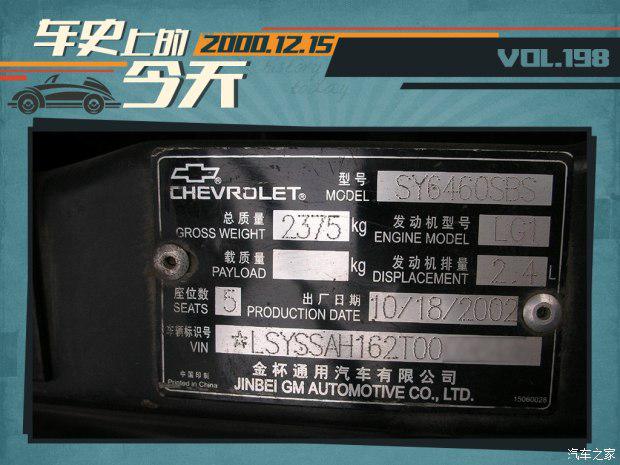 车史上的
今天
2000.12.15
history
today
VOL.198
CHEVROLET®
型号
MODEL
SY6460SBS
总质量
GROSS WEIGHT
2375 kg
发动机型号
ENGINE MODEL
LG1
载质量
PAYLOAD
kg
发动机排量
DISPLACEMENT
2.4 L
座位数
SEATS
5
出厂日期
PRODUCTION DATE
10/18/2002
车辆标识号
VIN
☆LSYSSAH162T00
金杯通用汽车有限公司
JINBEI GM AUTOMOTIVE CO., LTD.
中国印制
Printed in China
15060028
汽车之家